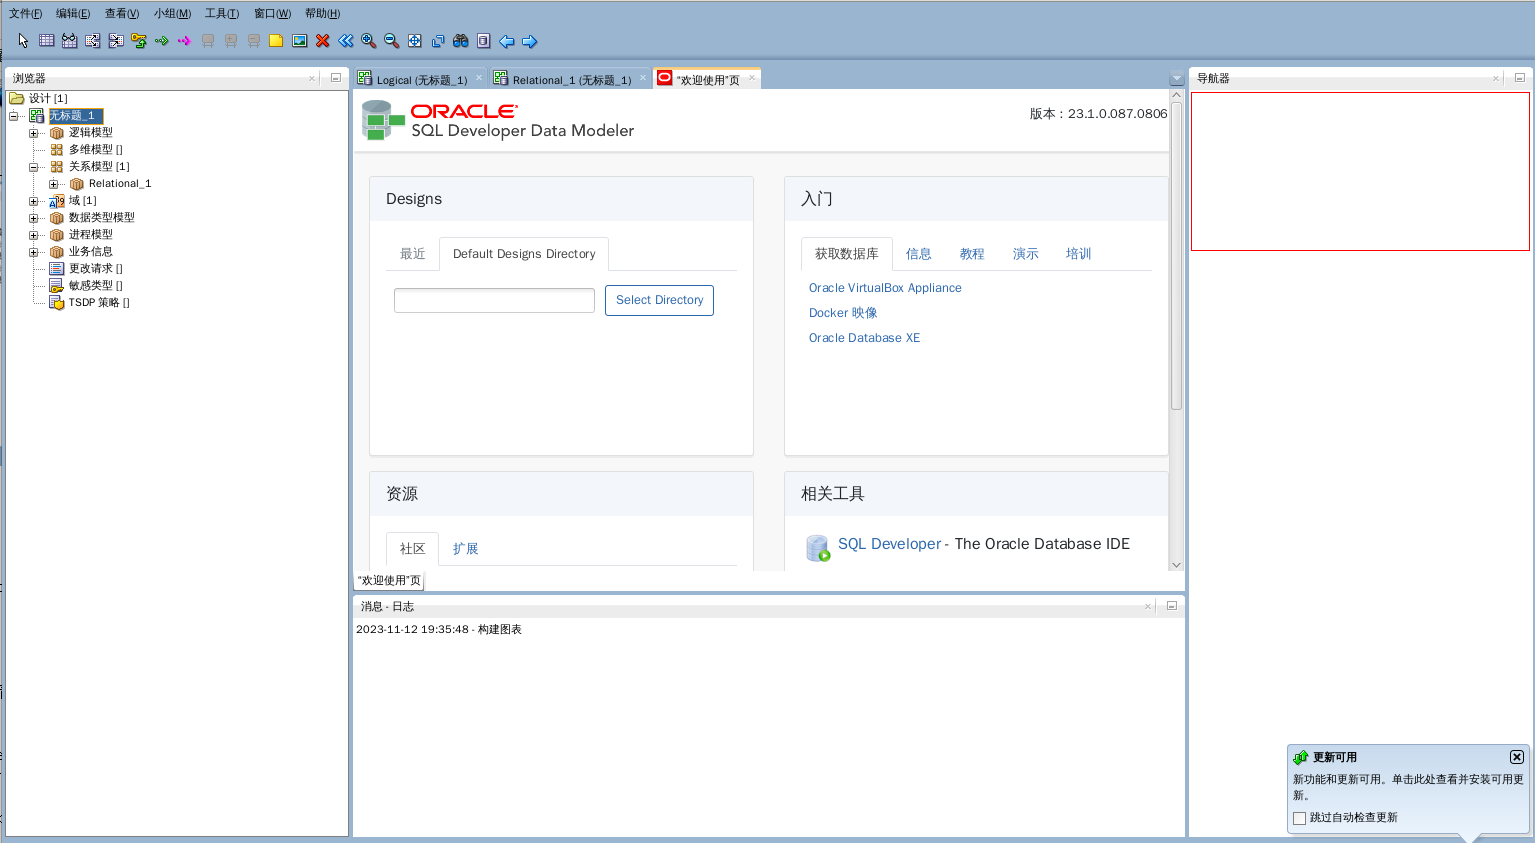 文件(F) 编辑(E) 查看(V) 小组(M) 工具(T) 窗口(W) 帮助(H)
浏览器
设计 [1]
无标题_1
逻辑模型
多维模型 []
关系模型 [1]
Relational_1
域 [1]
数据类型模型
进程模型
业务信息
更改请求 []
敏感类型 []
TSDP 策略 []
Logical (无标题_1) Relational_1 (无标题_1) "欢迎使用"页
ORACLE
SQL Developer Data Modeler
版本：23.1.0.087.0806
Designs
最近 Default Designs Directory
Select Directory
入门
获取数据库 信息 教程 演示 培训
Oracle VirtualBox Appliance
Docker 映像
Oracle Database XE
资源
社区 扩展
相关工具
SQL Developer - The Oracle Database IDE
"欢迎使用"页
消息 - 日志
2023-11-12 19:35:48 - 构建图表
导航器
更新可用
新功能和更新可用。单击此处查看并安装可用更
新。
跳过自动检查更新